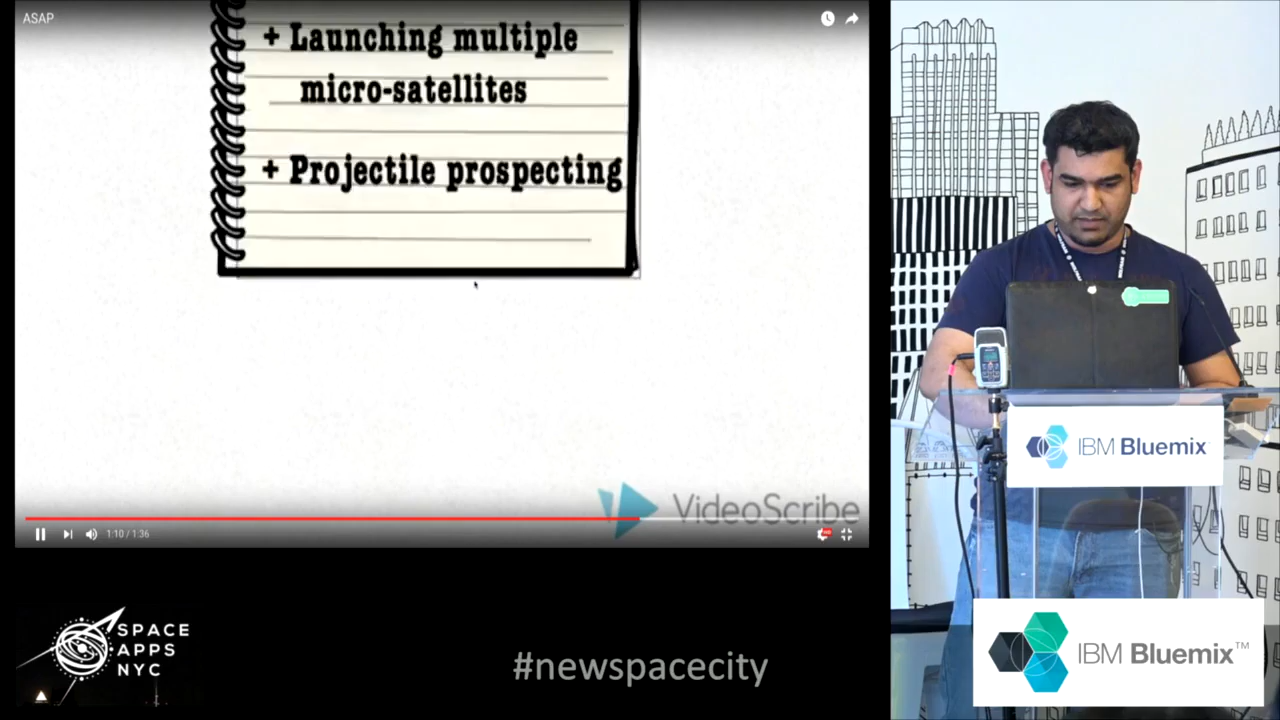 ASAP
+ Launching multiple
micro-satellites
+ Projectile prospecting
VideoScribe
1:10 / 1:36
SPACE
APPS
NYC
#newspacecity
IBM Bluemix
IBM Bluemix™